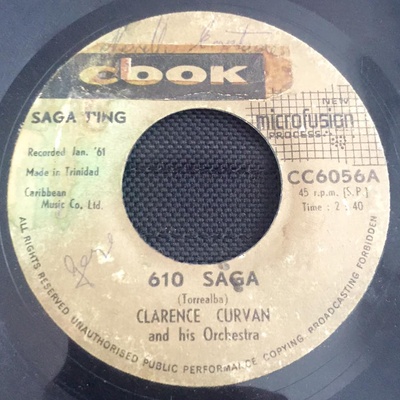 cook
SAGA TING
NEW
microfusion
PROCESS
Recorded Jan. '61
Made in Trinidad
Caribbean
Music Co., Ltd.
CC6056A
45 r.p.m. [S.P]
Time : 2 : 40
610 SAGA
(Torrealba)
CLARENCE CURVAN
and his Orchestra
ALL RIGHTS RESERVED UNAUTHORISED PUBLIC PERFORMANCE COPYING, BROADCASTING FORBIDDEN